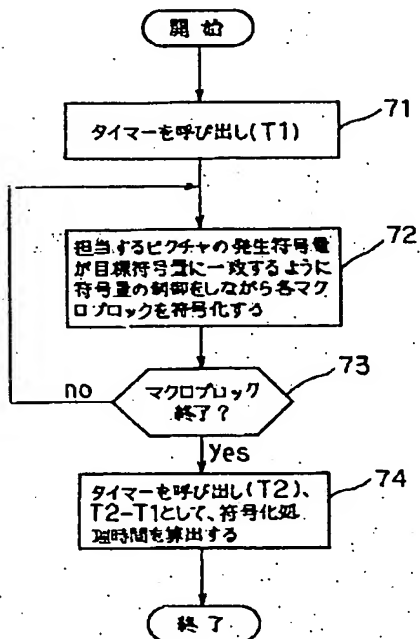 開始
タイマーを呼び出し(T1)
71
担当するピクチャの発生符号量
が目標符号量に一致するように
符号量の制御をしながら各マク
ロブロックを符号化する
72
マクロブロック
終了?
73
no
Yes
タイマーを呼び出し(T2)、
T2-T1として、符号化処
理時間を算出する
74
終了